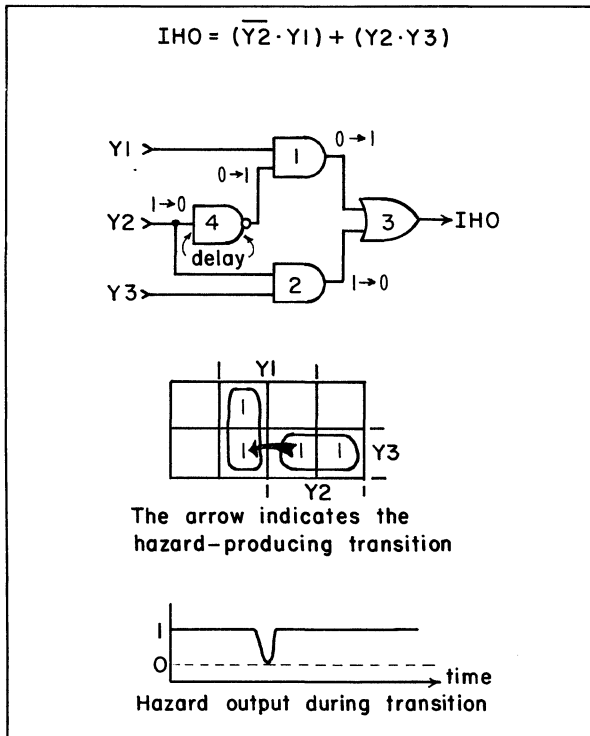 IHO = (Y̅2̅ · Y1) + (Y2 · Y3)
0→1
Y1
1
0→1
1→0
Y2
4
3
IHO
delay
2
1→0
Y3
Y1
1
1 1 1 Y3
Y2
The arrow indicates the
hazard-producing transition
1
0
time
Hazard output during transition